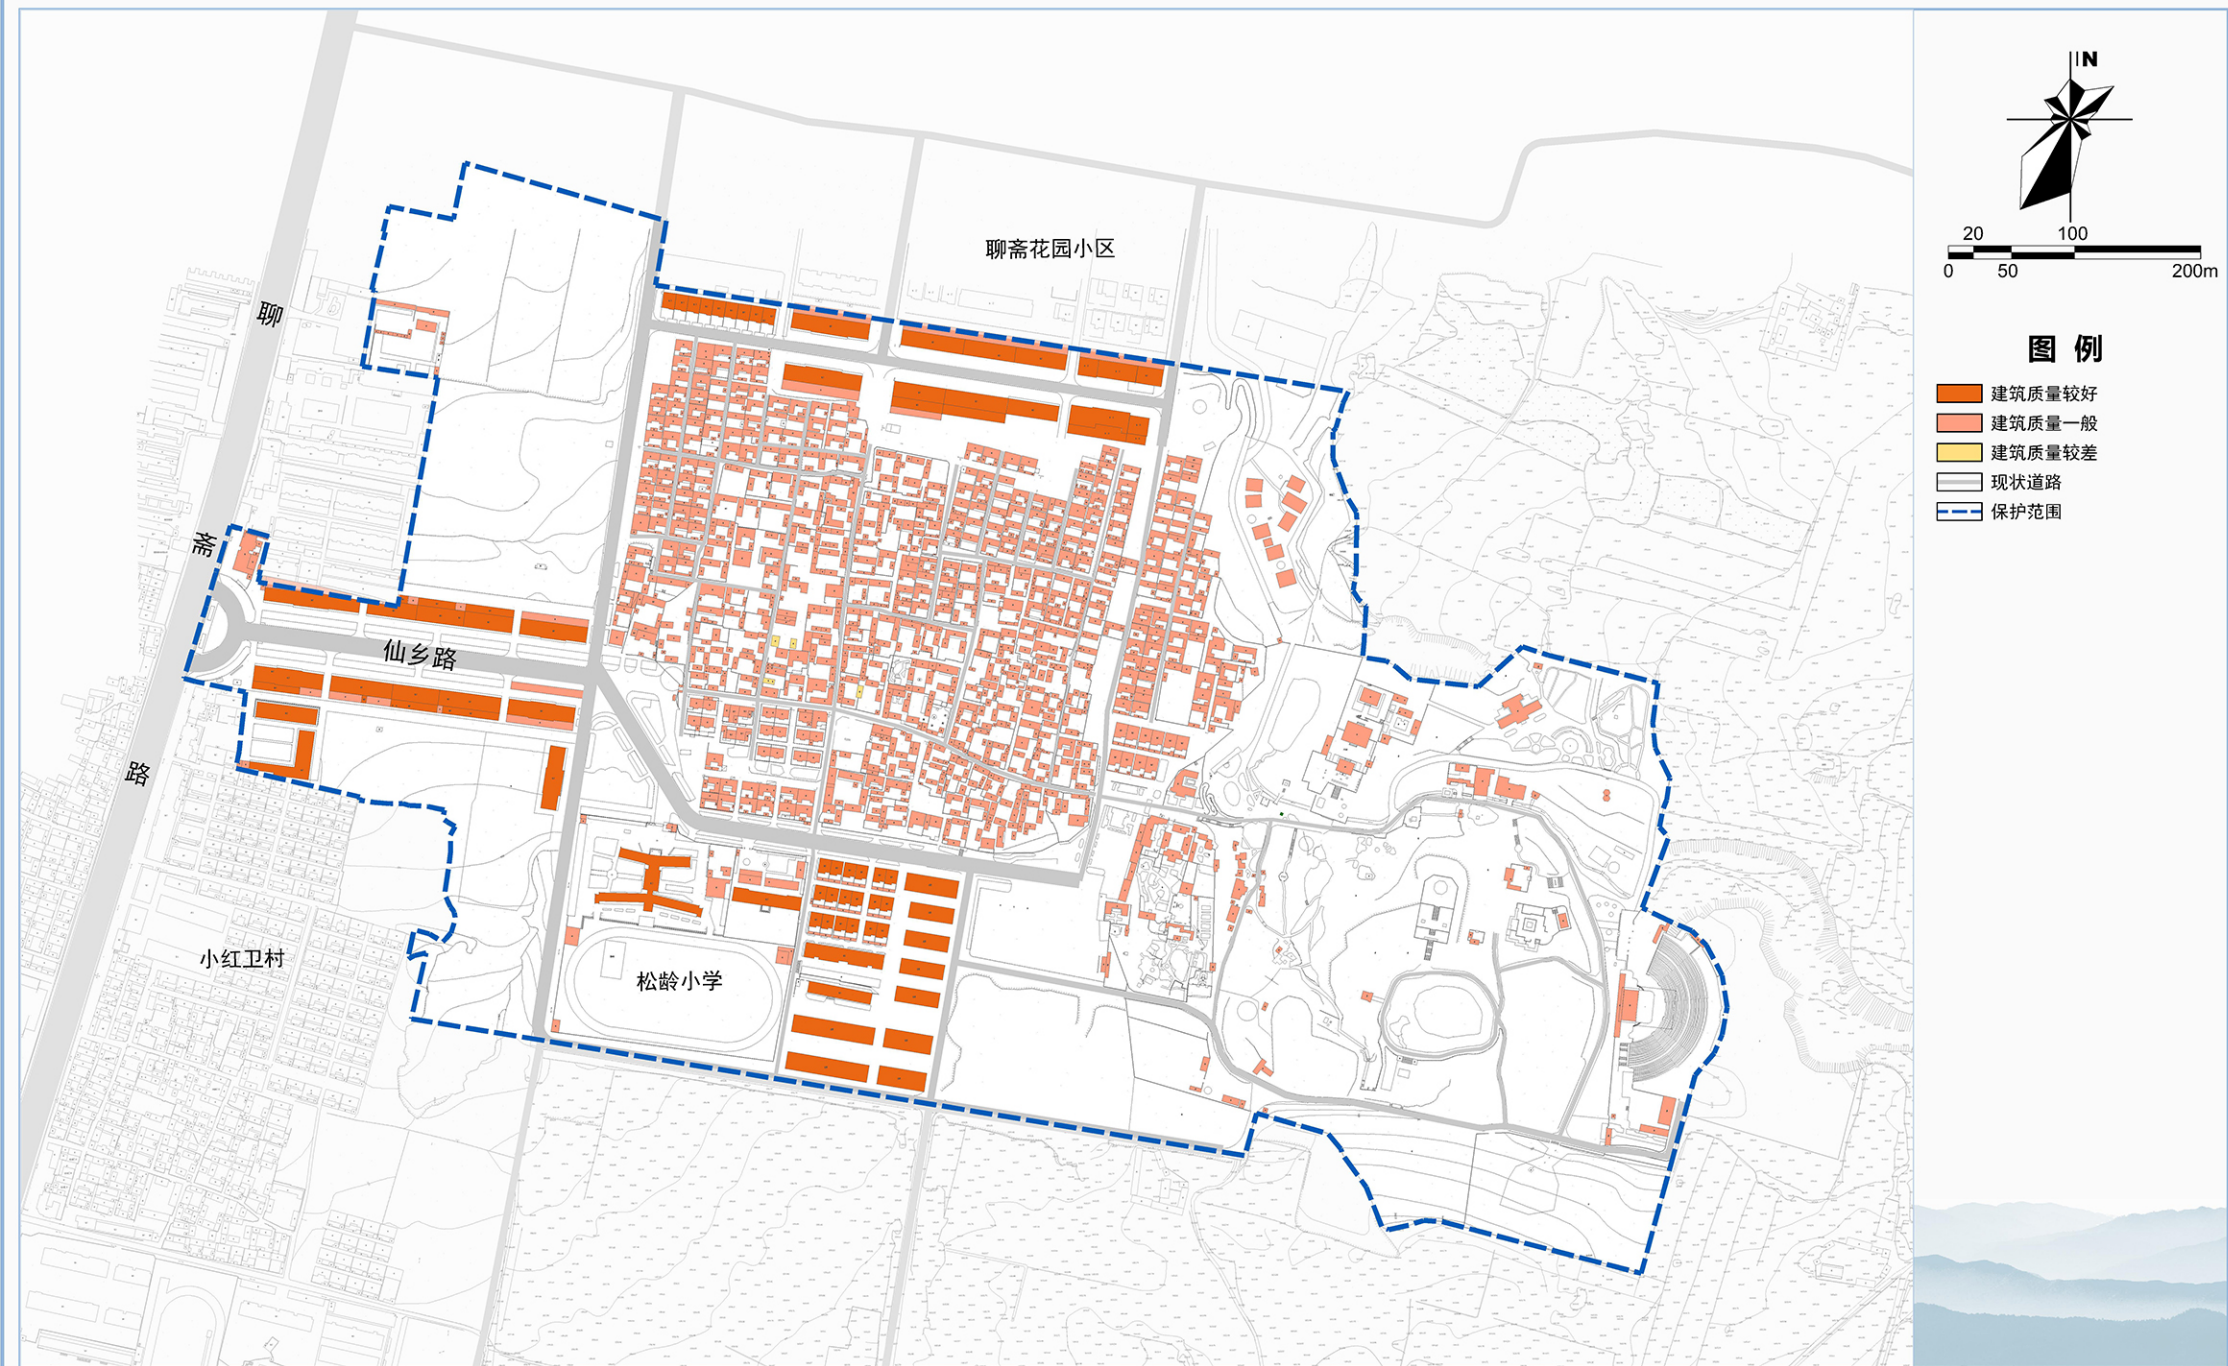 N
20 100
0 50 200m
图例
建筑质量较好
建筑质量一般
建筑质量较差
现状道路
保护范围
聊斋花园小区
聊
斋
路
仙乡路
小红卫村
松龄小学